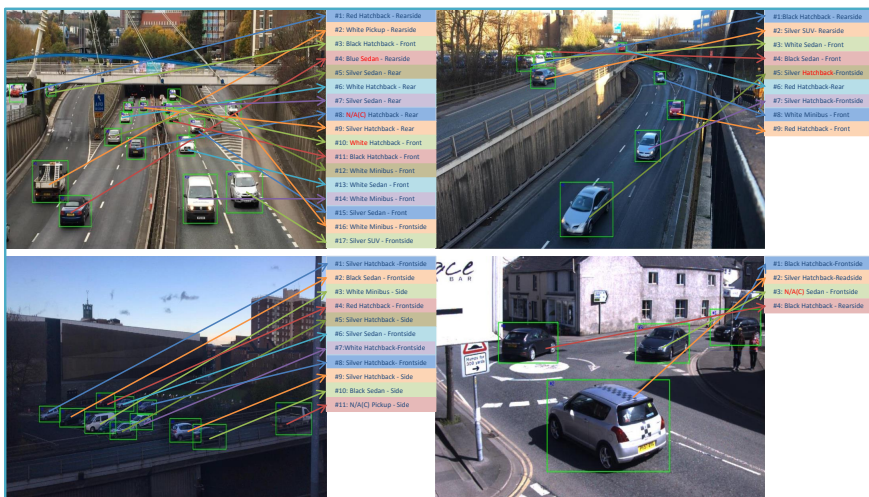 #1: Red Hatchback - Rearside
#2: White Pickup - Rearside
#3: Black Hatchback - Front
#4: Blue Sedan - Rearside
#5: Silver Sedan - Rear
#6: White Hatchback - Rear
#7: Silver Sedan - Rear
#8: N/A(C) Hatchback - Rear
#9: Silver Hatchback - Rear
#10: White Hatchback - Front
#11: Black Hatchback - Front
#12: White Minibus - Front
#13: White Sedan - Front
#14: White Minibus - Front
#15: Silver Sedan - Front
#16: White Minibus - Frontside
#17: Silver SUV - Frontside
#1:Black Hatchback - Rearside
#2: Silver SUV- Rearside
#3: White Sedan - Front
#4: Black Sedan - Front
#5: Silver Hatchback-Frontside
#6: Red Hatchback-Rear
#7: Silver Hatchback-Frontside
#8: White Minibus - Front
#9: Red Hatchback - Front
#1: Silver Hatchback -Frontside
#2: Black Sedan - Frontside
#3: White Minibus - Side
#4: Red Hatchback - Frontside
#5: Silver Hatchback - Side
#6: Silver Sedan - Frontside
#7:White Hatchback-Frontside
#8: Silver Hatchback- Frontside
#9: Silver Hatchback - Side
#10: Black Sedan - Side
#11: N/A(C) Pickup - Side
#1: Black Hatchback-Frontside
#2: Silver Hatchback-Readside
#3: N/A(C) Sedan - Frontside
#4: Black Hatchback - Rearside
ce
BAR
Humps for